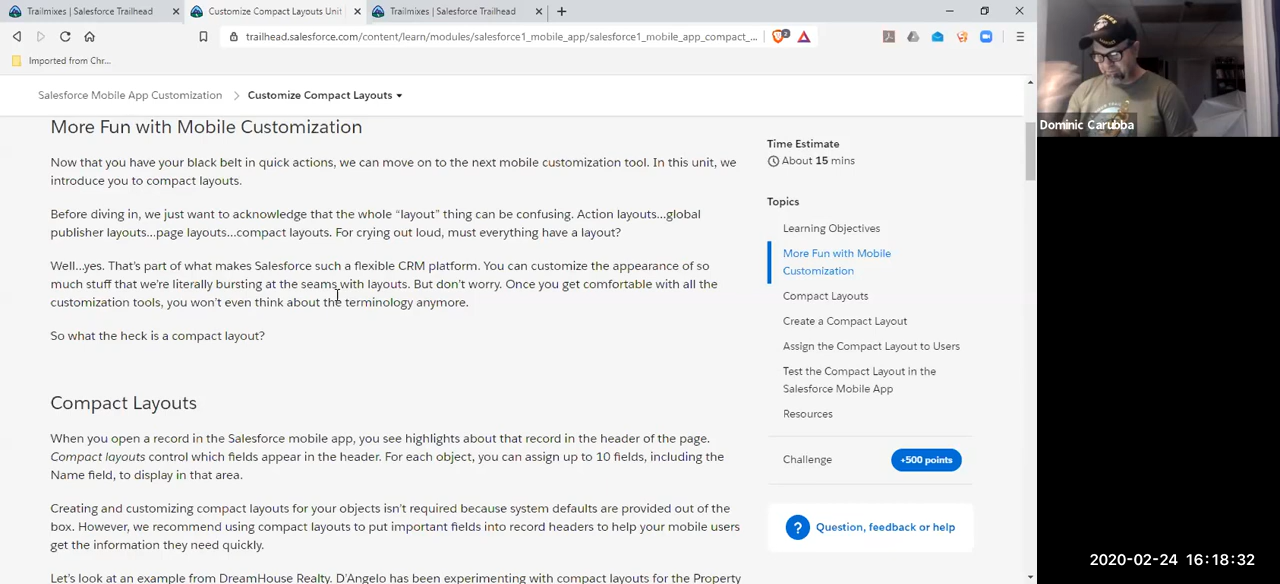 Trailmixes | Salesforce Trailhead
Customize Compact Layouts Unit
Trailmixes | Salesforce Trailhead
trailhead.salesforce.com/content/learn/modules/salesforce1_mobile_app/salesforce1_mobile_app_compact_...
2
Imported from Chr...
Salesforce Mobile App Customization
Customize Compact Layouts
Dominic Carubba
More Fun with Mobile Customization
Now that you have your black belt in quick actions, we can move on to the next mobile customization tool. In this unit, we
introduce you to compact layouts.
Before diving in, we just want to acknowledge that the whole “layout” thing can be confusing. Action layouts...global
publisher layouts...page layouts...compact layouts. For crying out loud, must everything have a layout?
Well...yes. That’s part of what makes Salesforce such a flexible CRM platform. You can customize the appearance of so
much stuff that we’re literally bursting at the seams with layouts. But don’t worry. Once you get comfortable with all the
customization tools, you won’t even think about the terminology anymore.
So what the heck is a compact layout?
Compact Layouts
When you open a record in the Salesforce mobile app, you see highlights about that record in the header of the page.
Compact layouts control which fields appear in the header. For each object, you can assign up to 10 fields, including the
Name field, to display in that area.
Creating and customizing compact layouts for your objects isn’t required because system defaults are provided out of the
box. However, we recommend using compact layouts to put important fields into record headers to help your mobile users
get the information they need quickly.
Let’s look at an example from DreamHouse Realty. D’Angelo has been experimenting with compact layouts for the Property
Time Estimate
About 15 mins
Topics
Learning Objectives
More Fun with Mobile
Customization
Compact Layouts
Create a Compact Layout
Assign the Compact Layout to Users
Test the Compact Layout in the
Salesforce Mobile App
Resources
Challenge
+500 points
? Question, feedback or help
2020-02-24 16:18:32